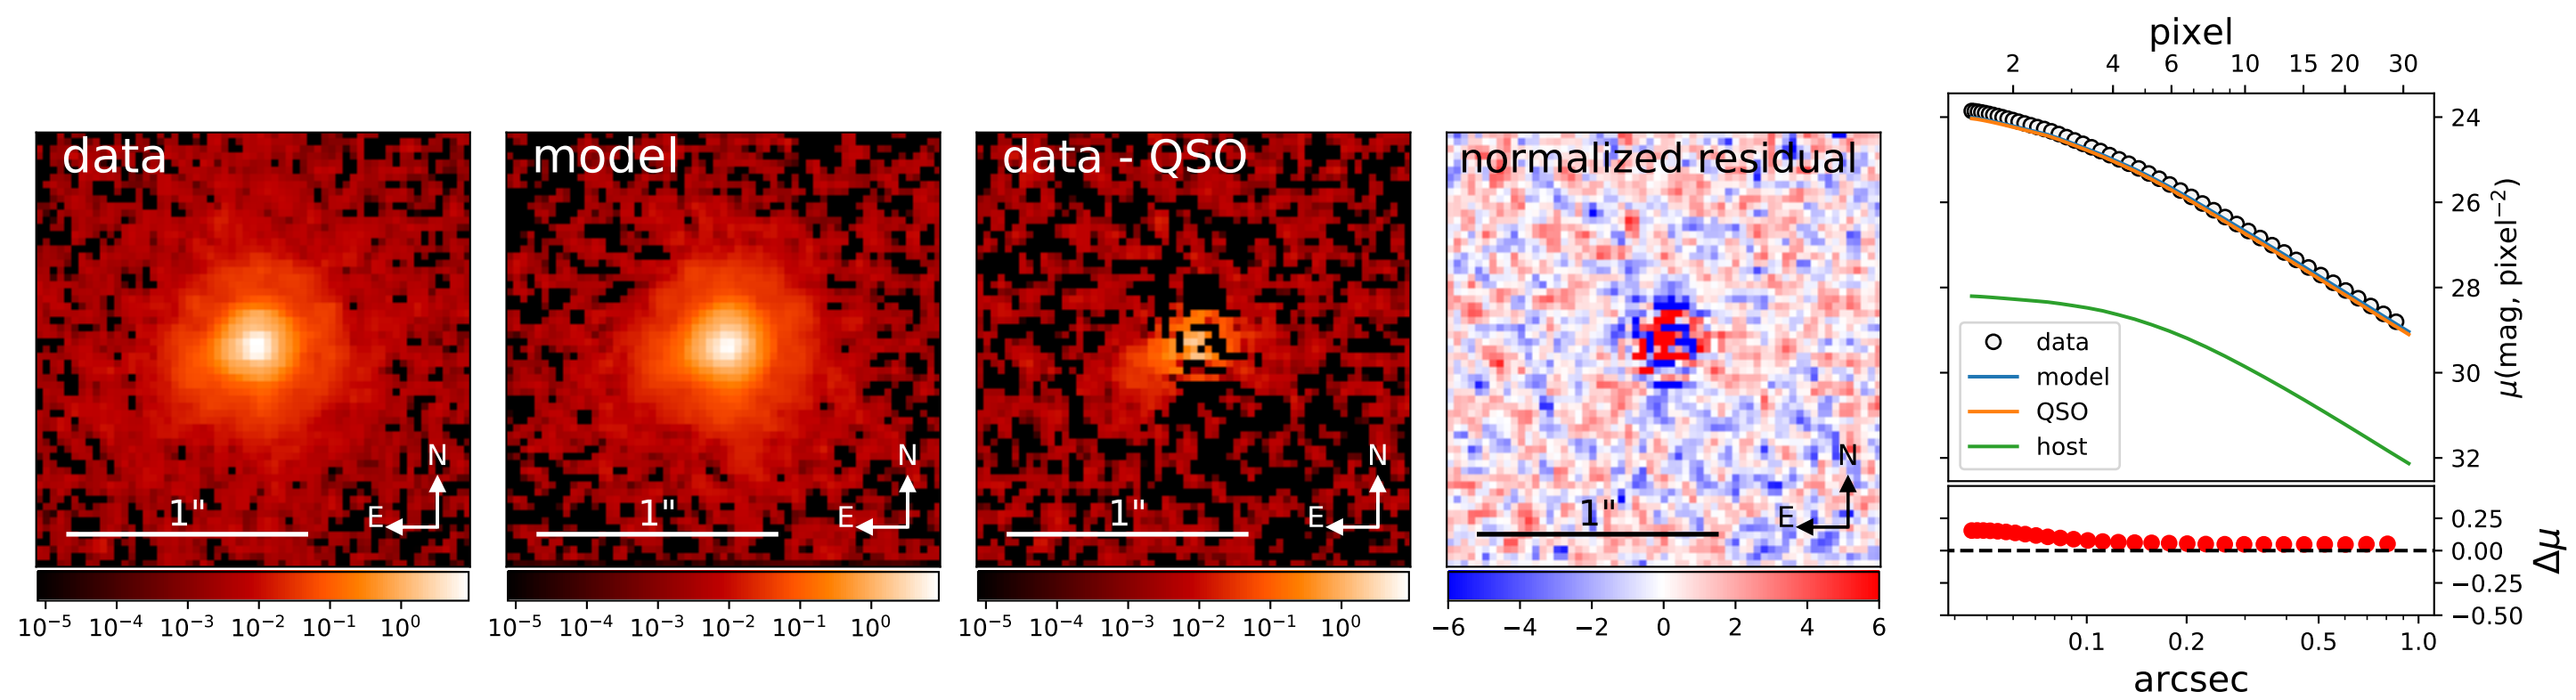 data
1"
N
E
10⁻⁵ 10⁻⁴ 10⁻³ 10⁻² 10⁻¹ 10⁰
model
1"
N
E
10⁻⁵ 10⁻⁴ 10⁻³ 10⁻² 10⁻¹ 10⁰
data - QSO
1"
N
E
10⁻⁵ 10⁻⁴ 10⁻³ 10⁻² 10⁻¹ 10⁰
normalized residual
1"
N
E
−6 −4 −2 0 2 4 6
pixel
2 4 6 10 15 20 30
24
26
28
30
32
μ(mag, pixel⁻²)
data
model
QSO
host
0.25
0.00
−0.25
−0.50
Δμ
0.1 0.2 0.5 1.0
arcsec